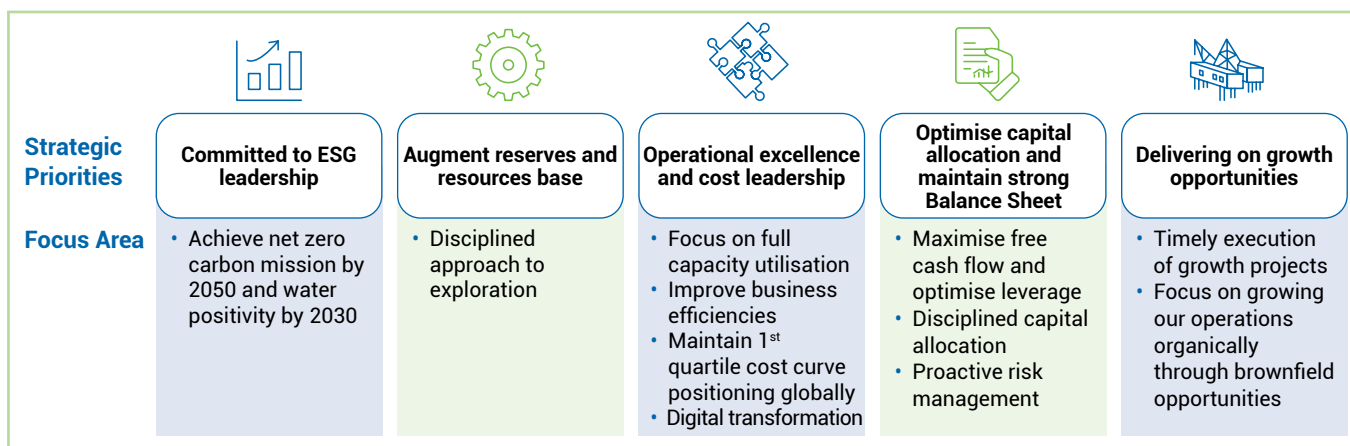 Strategic
Priorities
Committed to ESG
leadership
Augment reserves and
resources base
Operational excellence
and cost leadership
Optimise capital
allocation and
maintain strong
Balance Sheet
Delivering on growth
opportunities
Focus Area
• Achieve net zero
carbon mission by
2050 and water
positivity by 2030
• Disciplined
approach to
exploration
• Focus on full
capacity utilisation
• Improve business
efficiencies
• Maintain 1st
quartile cost curve
positioning globally
• Digital transformation
• Maximise free
cash flow and
optimise leverage
• Disciplined capital
allocation
• Proactive risk
management
• Timely execution
of growth projects
• Focus on growing
our operations
organically
through brownfield
opportunities